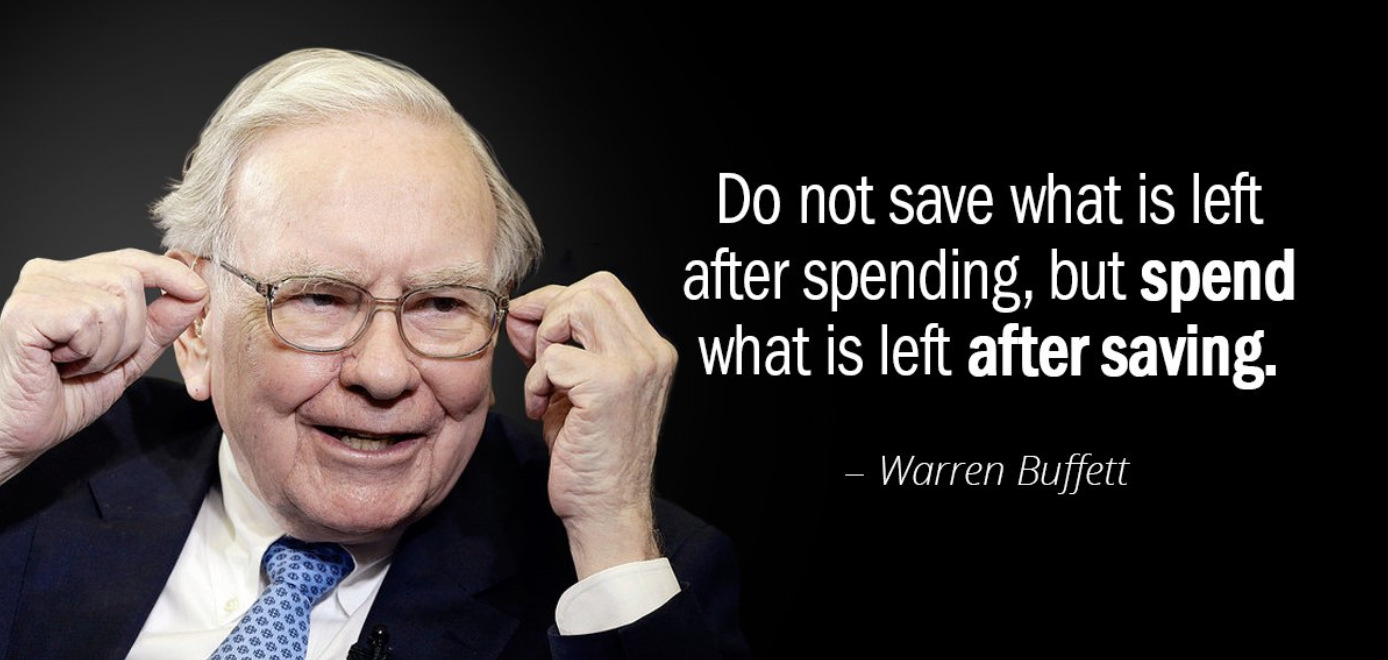 Do not save what is left
after spending, but spend
what is left after saving.
– Warren Buffett